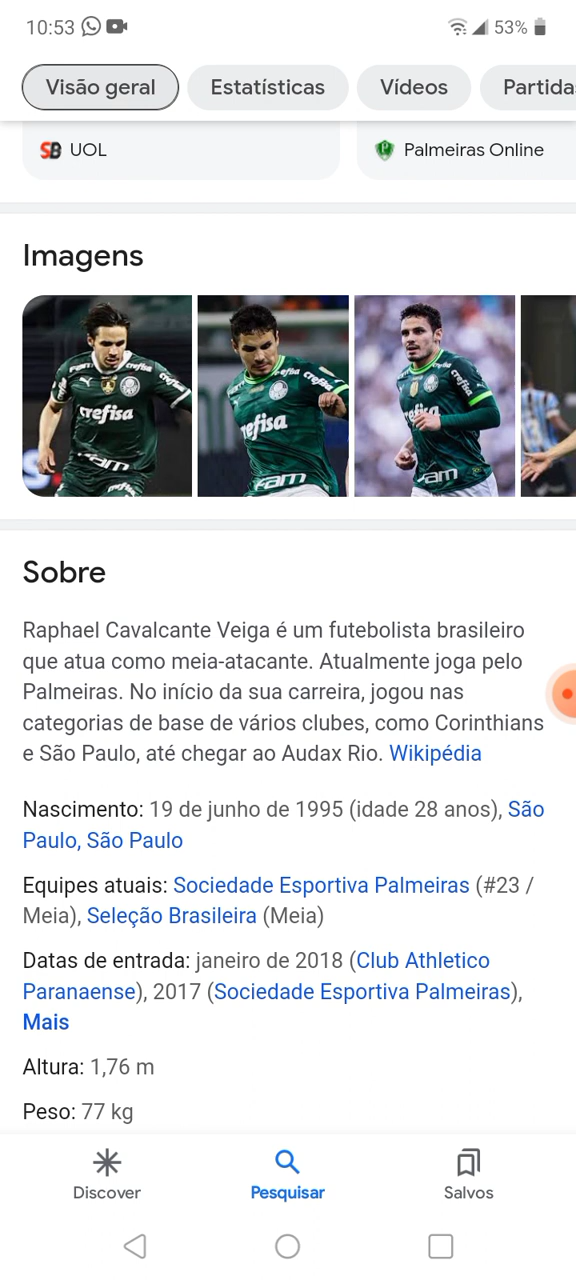 10:53
53%
Visão geral
Estatísticas
Vídeos
Partida
SB UOL
Palmeiras Online
Imagens
crefisa
crefisa
FAM
Sobre
Raphael Cavalcante Veiga é um futebolista brasileiro
que atua como meia-atacante. Atualmente joga pelo
Palmeiras. No início da sua carreira, jogou nas
categorias de base de vários clubes, como Corinthians
e São Paulo, até chegar ao Audax Rio. Wikipédia
Nascimento: 19 de junho de 1995 (idade 28 anos), São
Paulo, São Paulo
Equipes atuais: Sociedade Esportiva Palmeiras (#23 /
Meia), Seleção Brasileira (Meia)
Datas de entrada: janeiro de 2018 (Club Athletico
Paranaense), 2017 (Sociedade Esportiva Palmeiras),
Mais
Altura: 1,76 m
Peso: 77 kg
Discover
Pesquisar
Salvos